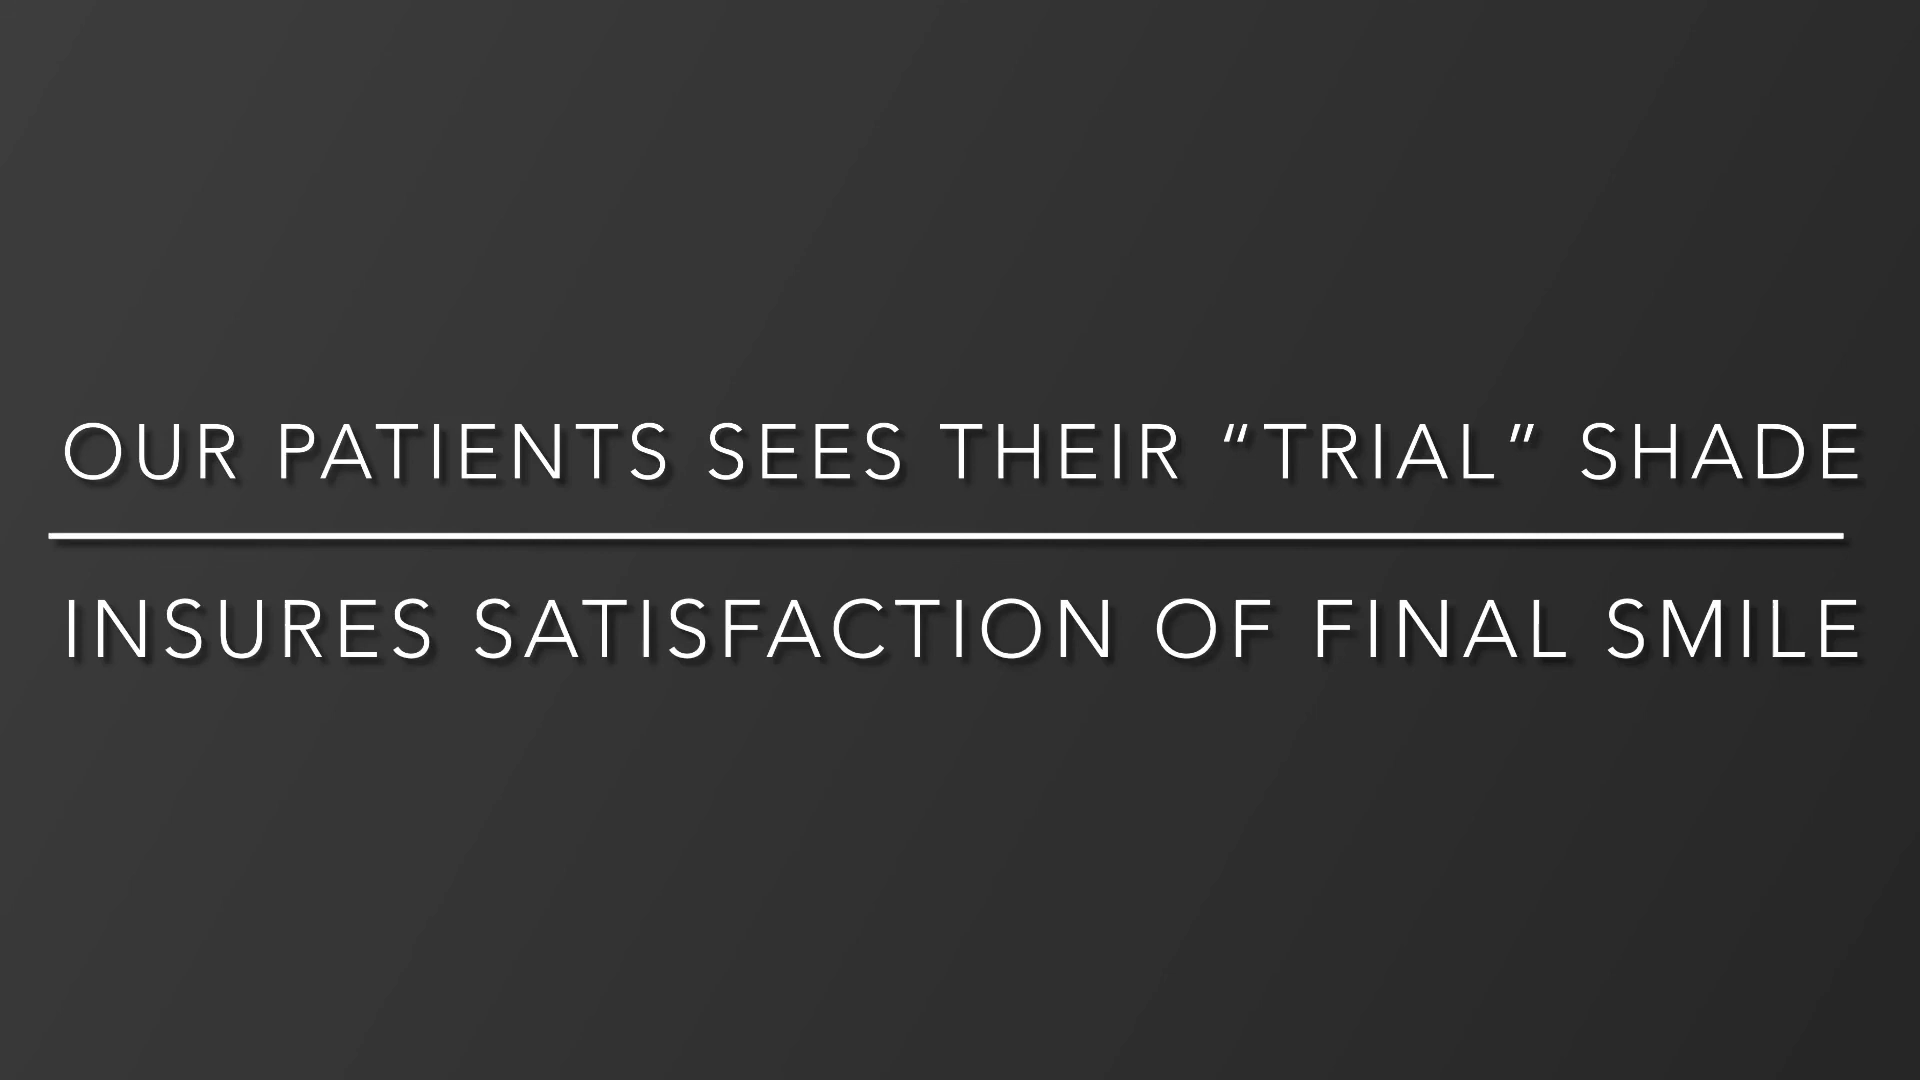 OUR PATIENTS SEES THEIR “TRIAL” SHADE
INSURES SATISFACTION OF FINAL SMILE